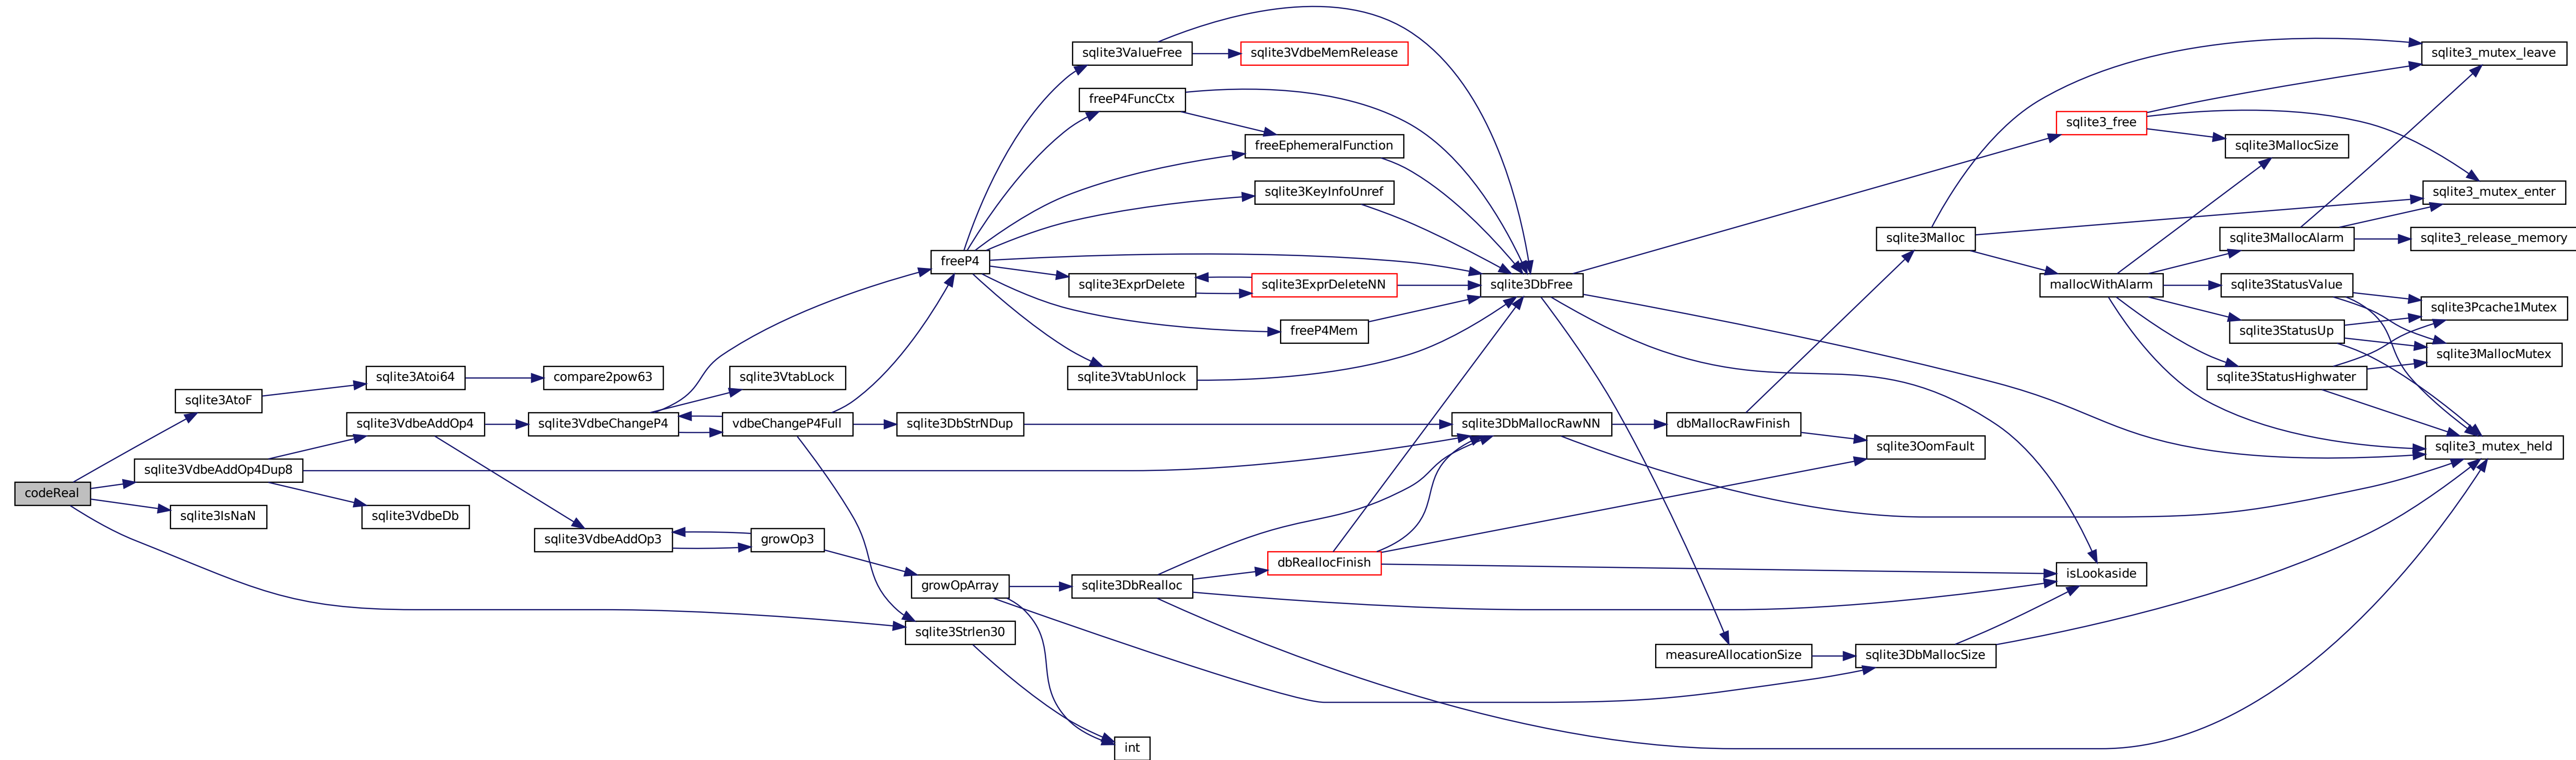 codeReal
sqlite3AtoF
sqlite3VdbeAddOp4Dup8
sqlite3IsNaN
sqlite3Atoi64
sqlite3VdbeAddOp4
sqlite3VdbeDb
compare2pow63
sqlite3VdbeChangeP4
sqlite3VdbeAddOp3
sqlite3VtabLock
vdbeChangeP4Full
growOp3
freeP4
sqlite3DbStrNDup
growOpArray
sqlite3Strlen30
sqlite3ValueFree
freeP4FuncCtx
sqlite3ExprDelete
sqlite3VtabUnlock
sqlite3DbRealloc
int
sqlite3VdbeMemRelease
freeEphemeralFunction
sqlite3KeyInfoUnref
sqlite3ExprDeleteNN
freeP4Mem
dbReallocFinish
sqlite3DbFree
sqlite3DbMallocRawNN
dbMallocRawFinish
measureAllocationSize
sqlite3Malloc
sqlite3OomFault
sqlite3DbMallocSize
sqlite3_free
mallocWithAlarm
isLookaside
sqlite3MallocSize
sqlite3MallocAlarm
sqlite3StatusValue
sqlite3StatusUp
sqlite3StatusHighwater
sqlite3_mutex_leave
sqlite3_mutex_enter
sqlite3_release_memory
sqlite3Pcache1Mutex
sqlite3MallocMutex
sqlite3_mutex_held